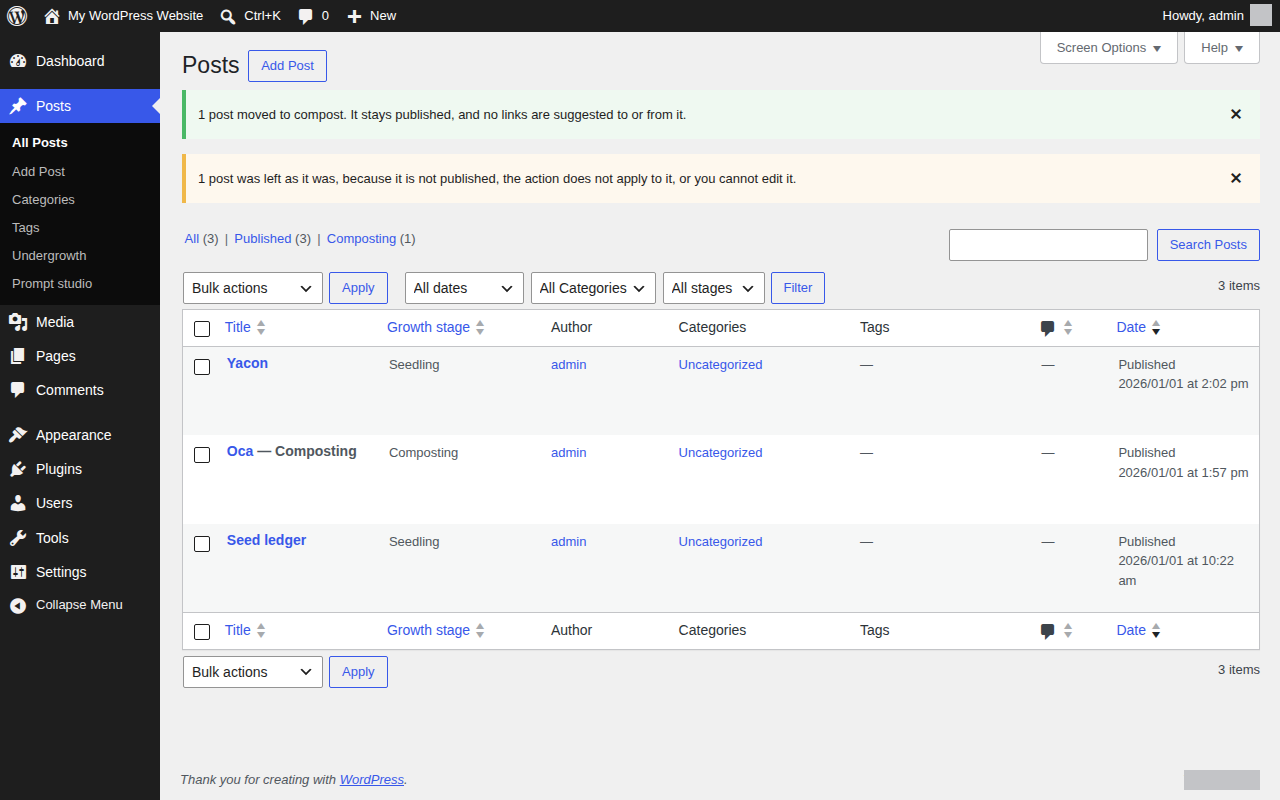 My WordPress Website Ctrl+K 0 New Howdy, admin
Screen Options Help
Dashboard
Posts
All Posts
Add Post
Categories
Tags
Undergrowth
Prompt studio
Media
Pages
Comments
Appearance
Plugins
Users
Tools
Settings
Collapse Menu
Posts Add Post
1 post moved to compost. It stays published, and no links are suggested to or from it.
1 post was left as it was, because it is not published, the action does not apply to it, or you cannot edit it.
All (3) | Published (3) | Composting (1)
Search Posts
Bulk actions Apply All dates All Categories All stages Filter 3 items
Title Growth stage Author Categories Tags Date
Yacon Seedling admin Uncategorized — — Published
2026/01/01 at 2:02 pm
Oca — Composting Composting admin Uncategorized — — Published
2026/01/01 at 1:57 pm
Seed ledger Seedling admin Uncategorized — — Published
2026/01/01 at 10:22
am
Title Growth stage Author Categories Tags Date
Bulk actions Apply 3 items
Thank you for creating with WordPress.